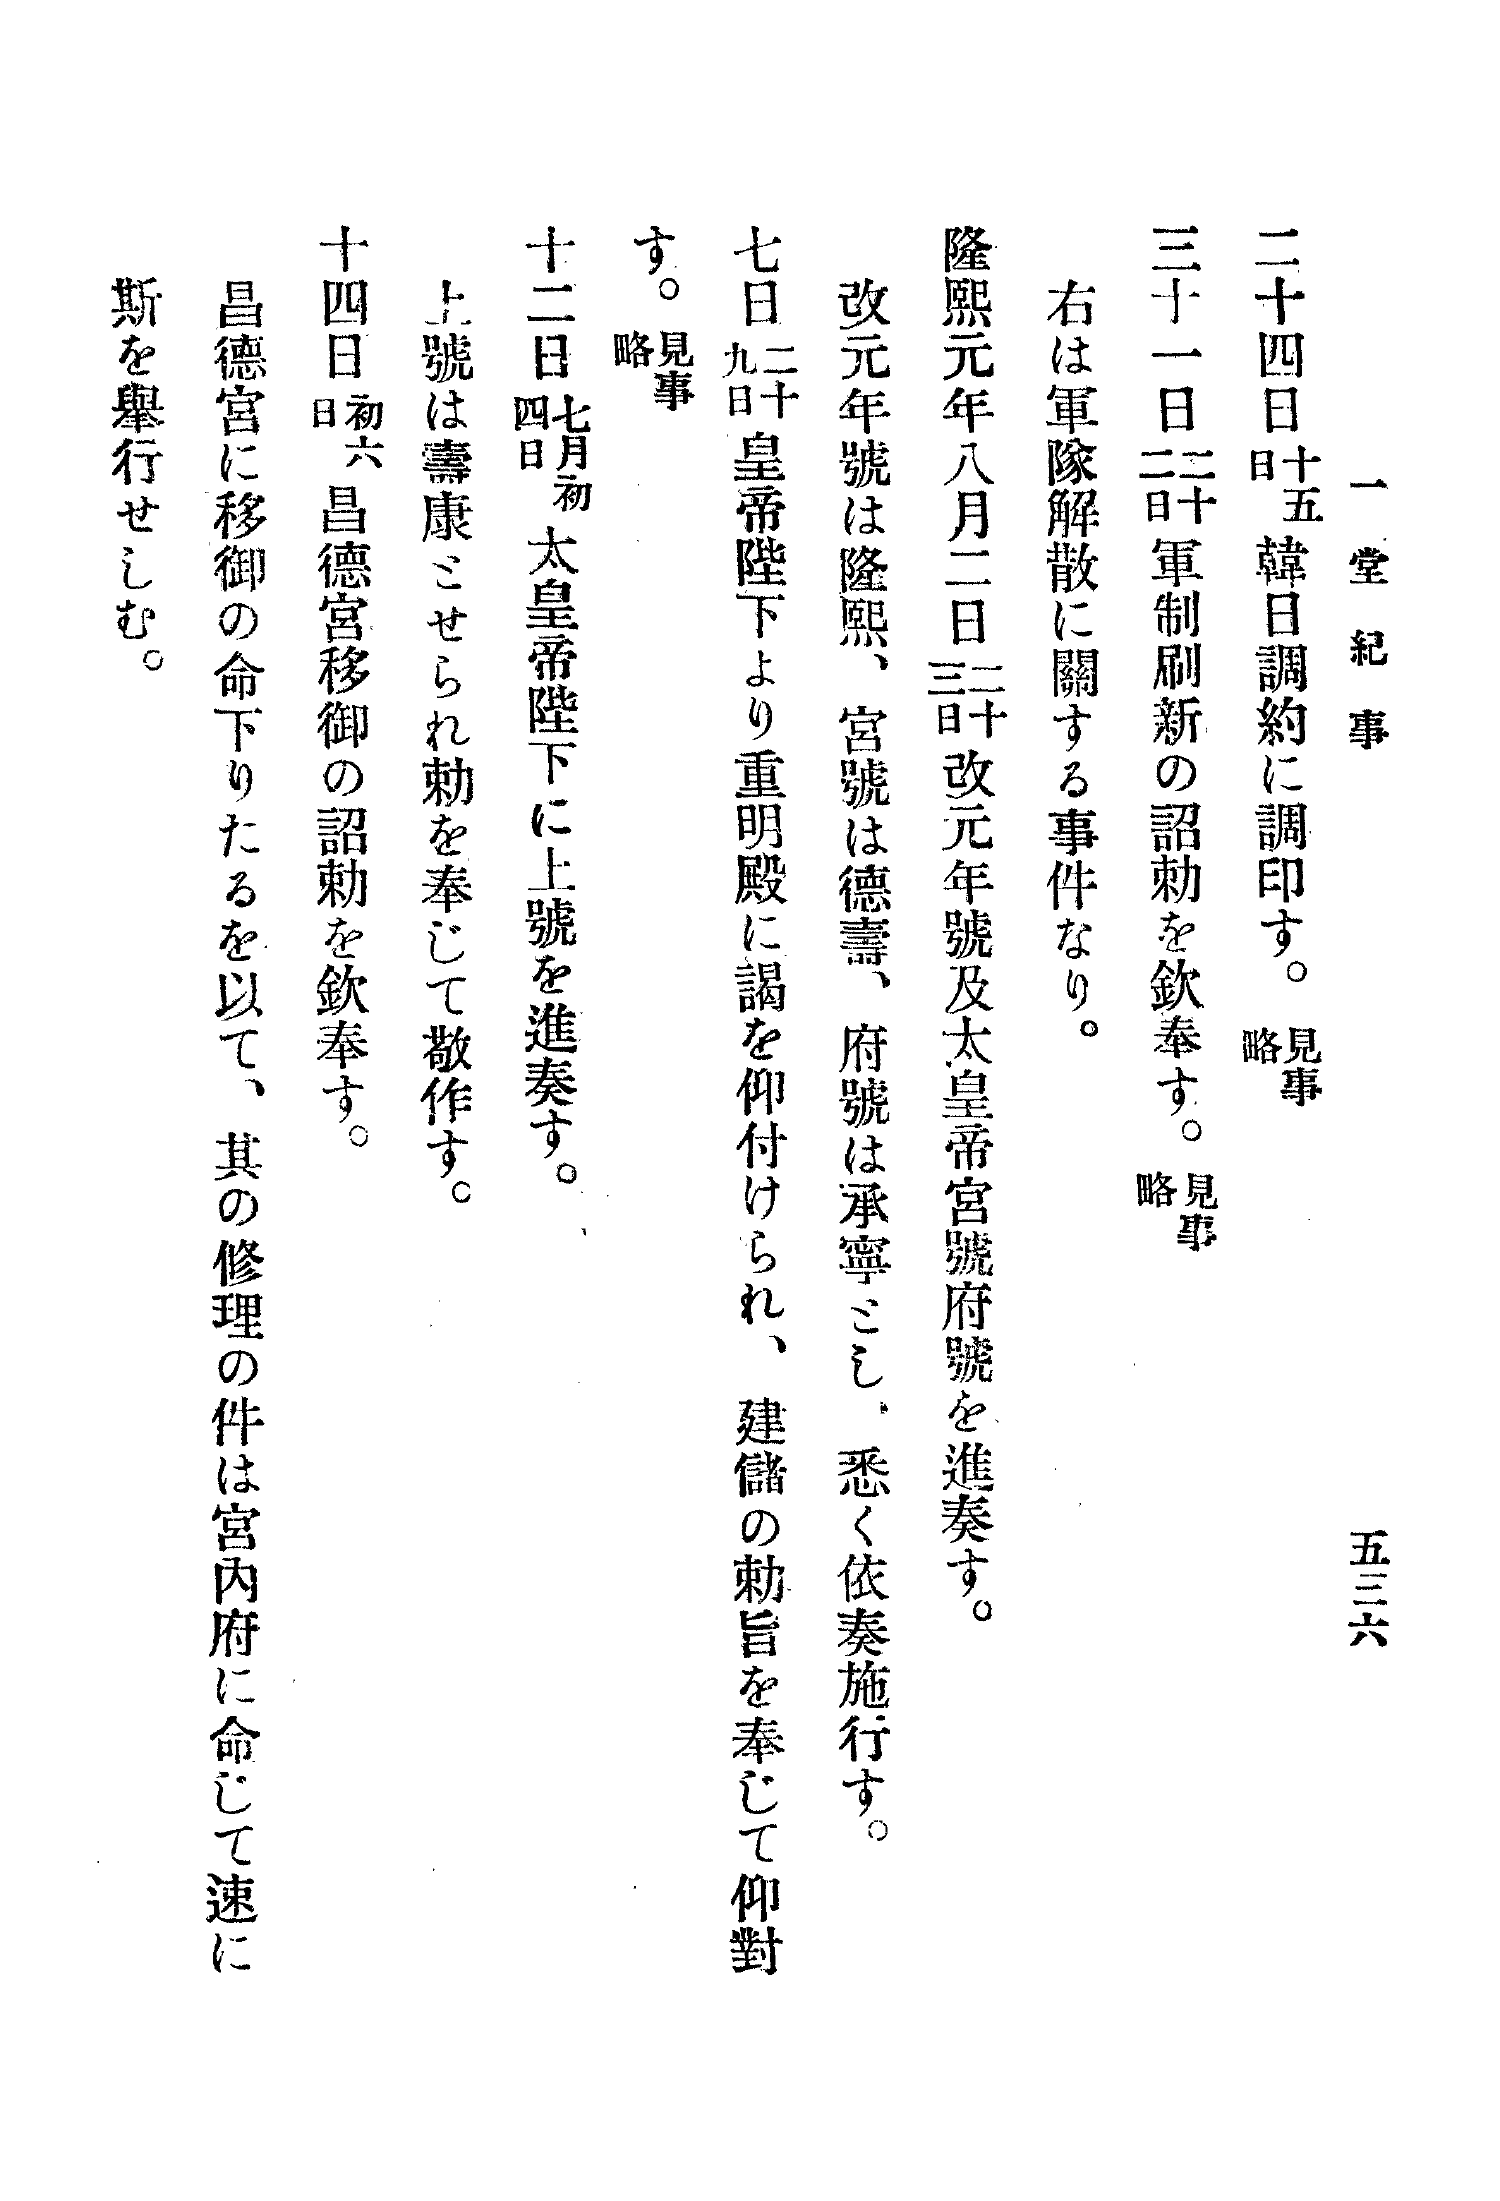 一堂紀事
五三六
二十四日十五日韓日調約に調印す。見事略
三十一日二十二日軍制刷新の詔勅を欽奉す。見事略
右は軍隊解散に關する事件なり。
隆熙元年八月二日二十三日改元年號及太皇帝宮號府號を進奏す。
改元年號は隆熙、宮號は德壽、府號は承寧とし、悉く依奏施行す。
七日二十九日皇帝陛下より重明殿に謁を仰付けられ、建儲の勅旨を奉じて仰對
す。見事略
十二日七月初四日太皇帝陛下に上號を進奏す。
上號は壽康とせられ勅を奉じて敬作す。
十四日初六日昌德宮移御の詔勅を欽奉す。
昌德宮に移御の命下りたるを以て、其の修理の件は宮內府に命じて速に
斯を擧行せしむ。